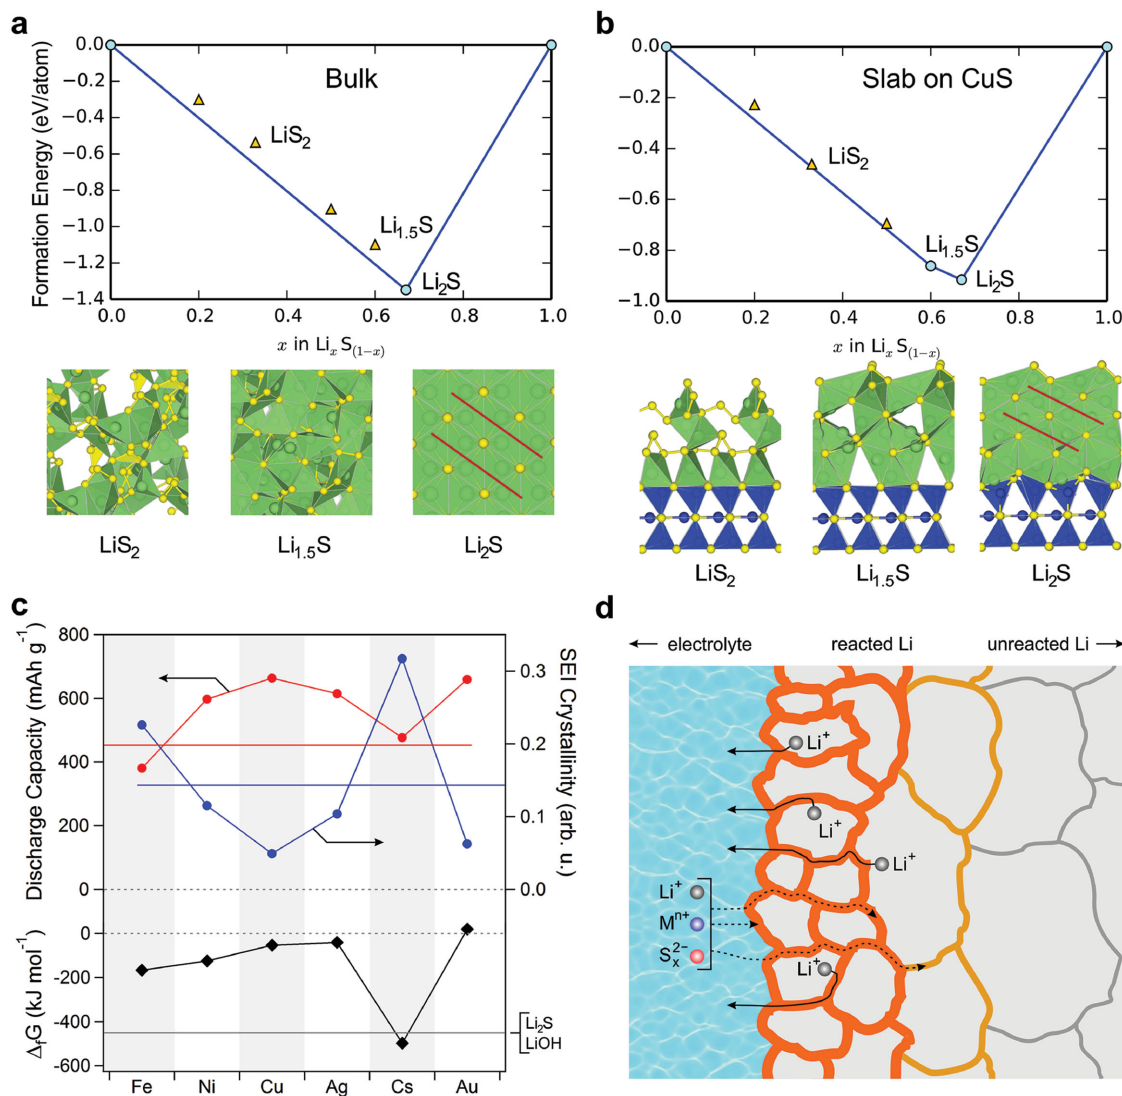 a
Bulk
Formation Energy (eV/atom)
0.0
−0.2
−0.4
−0.6
−0.8
−1.0
−1.2
−1.4
LiS2
Li1.5S
Li2S
0.0 0.2 0.4 0.6 0.8 1.0
x in LixS(1−x)
LiS2 Li1.5S Li2S
b
Slab on CuS
0.0
−0.2
−0.4
−0.6
−0.8
−1.0
LiS2
Li1.5S
Li2S
0.0 0.2 0.4 0.6 0.8 1.0
x in LixS(1−x)
LiS2 Li1.5S Li2S
c
Discharge Capacity (mAh g−1)
800
600
400
200
0
SEI Crystallinity (arb. u.)
0.3
0.2
0.1
0.0
ΔfG (kJ mol−1)
0
-200
-400
-600
Li2S
LiOH
Fe Ni Cu Ag Cs Au
d
electrolyte reacted Li unreacted Li
Li+
Li+
Li+
Li+
Mn+
Sx2−
Li+